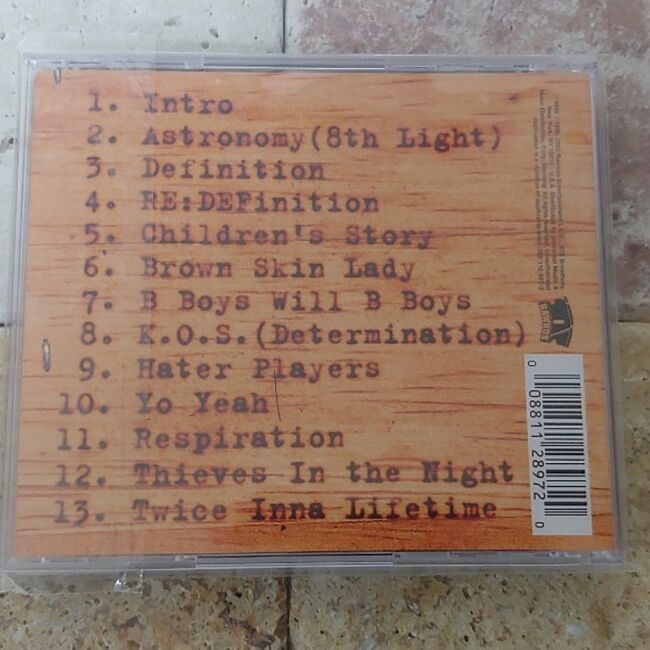 1. Intro
2. Astronomy(8th Light)
3. Definition
4. RE:DEFinition
5. Children's Story
6. Brown Skin Lady
7. B Boys Will B Boys
8. K.O.S.(Determination)
9. Hater Players
10. Yo Yeah
11. Respiration
12. Thieves In the Night
13. Twice Inna Lifetime
0 08811 28972 0